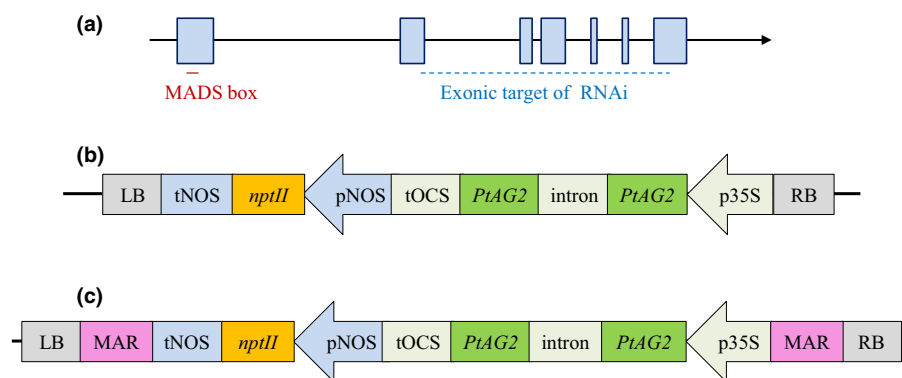 (a)
MADS box
Exonic target of RNAi
(b)
LB tNOS nptII pNOS tOCS PtAG2 intron PtAG2 p35S RB
(c)
LB MAR tNOS nptII pNOS tOCS PtAG2 intron PtAG2 p35S MAR RB